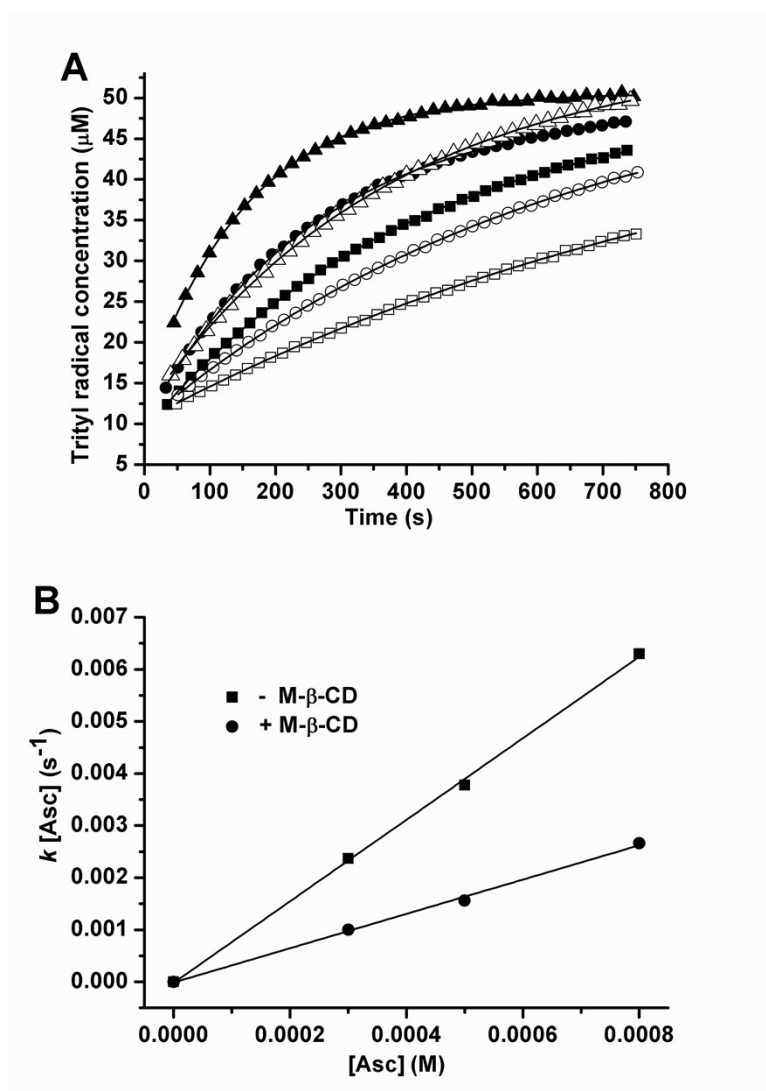 A
Trityl radical concentration (μM)
50
45
40
35
30
25
20
15
10
5
0 100 200 300 400 500 600 700 800
Time (s)
B
k [Asc] (s⁻¹)
0.007
0.006
0.005
0.004
0.003
0.002
0.001
0.000
- M-β-CD
+ M-β-CD
0.0000 0.0002 0.0004 0.0006 0.0008
[Asc] (M)